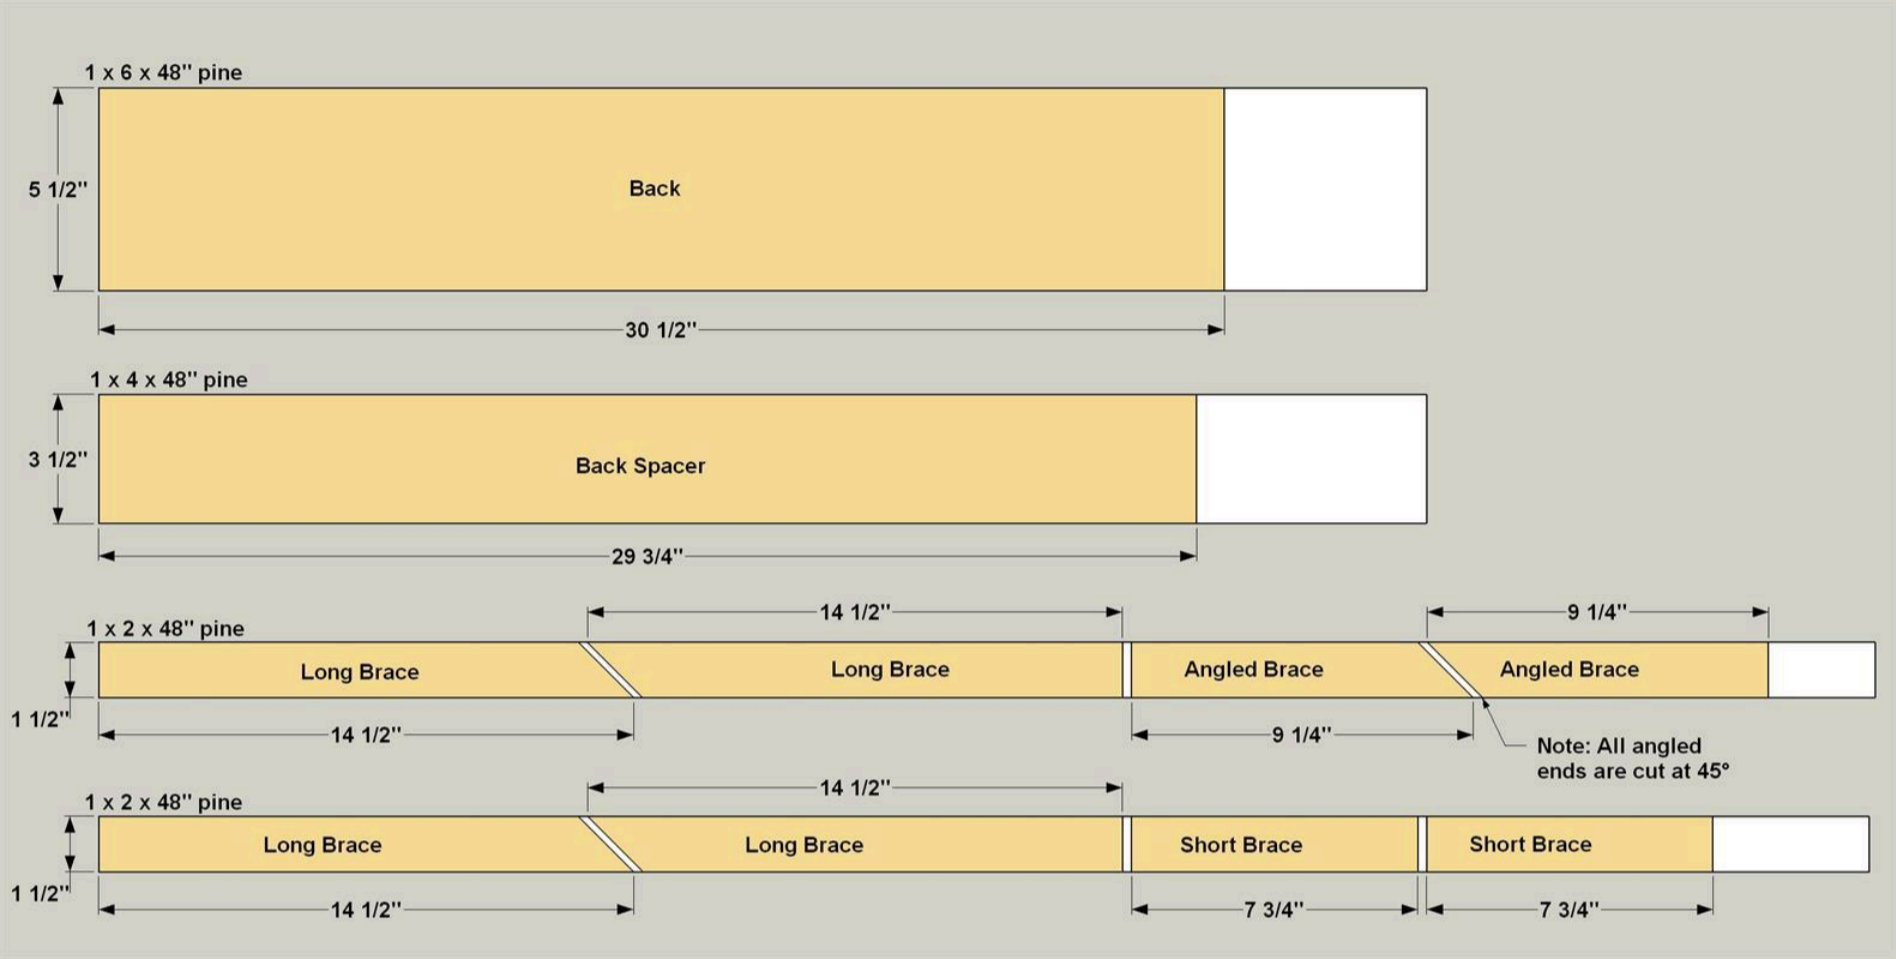 1 x 6 x 48" pine
5 1/2"
Back
30 1/2"
1 x 4 x 48" pine
3 1/2"
Back Spacer
29 3/4"
14 1/2"
9 1/4"
1 x 2 x 48" pine
Long Brace
Long Brace
Angled Brace
Angled Brace
1 1/2"
14 1/2"
9 1/4"
Note: All angled
ends are cut at 45°
14 1/2"
1 x 2 x 48" pine
Long Brace
Long Brace
Short Brace
Short Brace
1 1/2"
14 1/2"
7 3/4"
7 3/4"